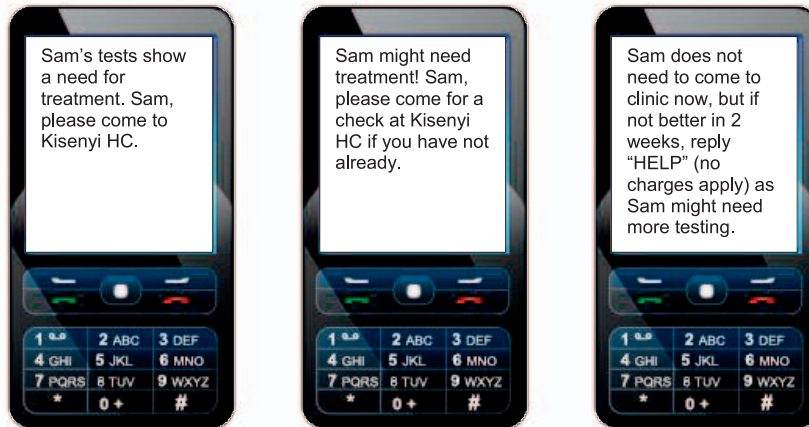 Sam's tests show
a need for
treatment. Sam,
please come to
Kisenyi HC.
1
2 ABC
3 DEF
4 GHI
5 JKL
6 MNO
7 PQRS
8 TUV
9 WXYZ
*
0 +
#
Sam might need
treatment! Sam,
please come for a
check at Kisenyi
HC if you have not
already.
1
2 ABC
3 DEF
4 GHI
5 JKL
6 MNO
7 PQRS
8 TUV
9 WXYZ
*
0 +
#
Sam does not
need to come to
clinic now, but if
not better in 2
weeks, reply
“HELP” (no
charges apply) as
Sam might need
more testing.
1
2 ABC
3 DEF
4 GHI
5 JKL
6 MNO
7 PQRS
8 TUV
9 WXYZ
*
0 +
#